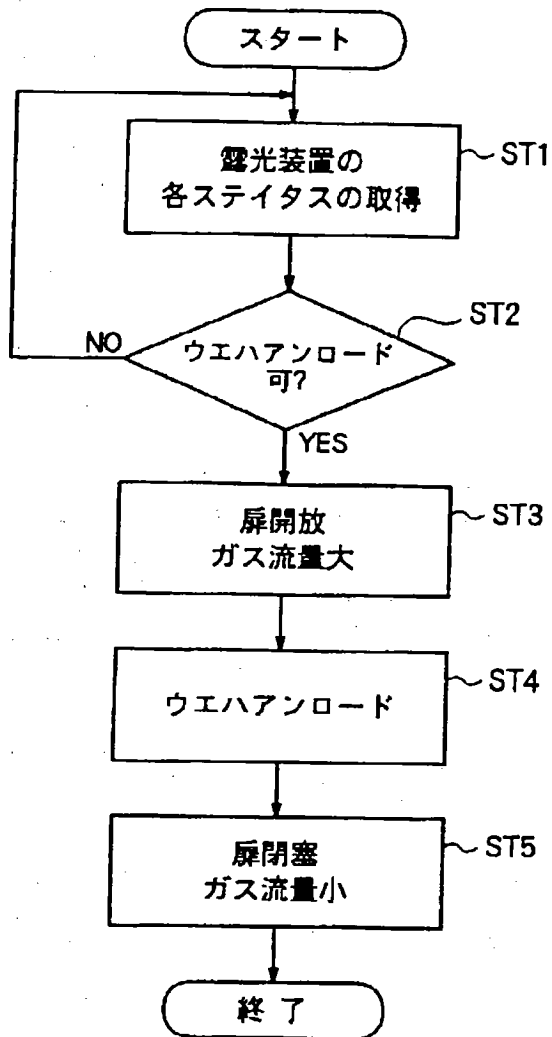 スタート
露光装置の
各ステイタスの取得
ST1
ウエハアンロード
可?
ST2
NO
YES
扉開放
ガス流量大
ST3
ウエハアンロード
ST4
扉閉塞
ガス流量小
ST5
終了